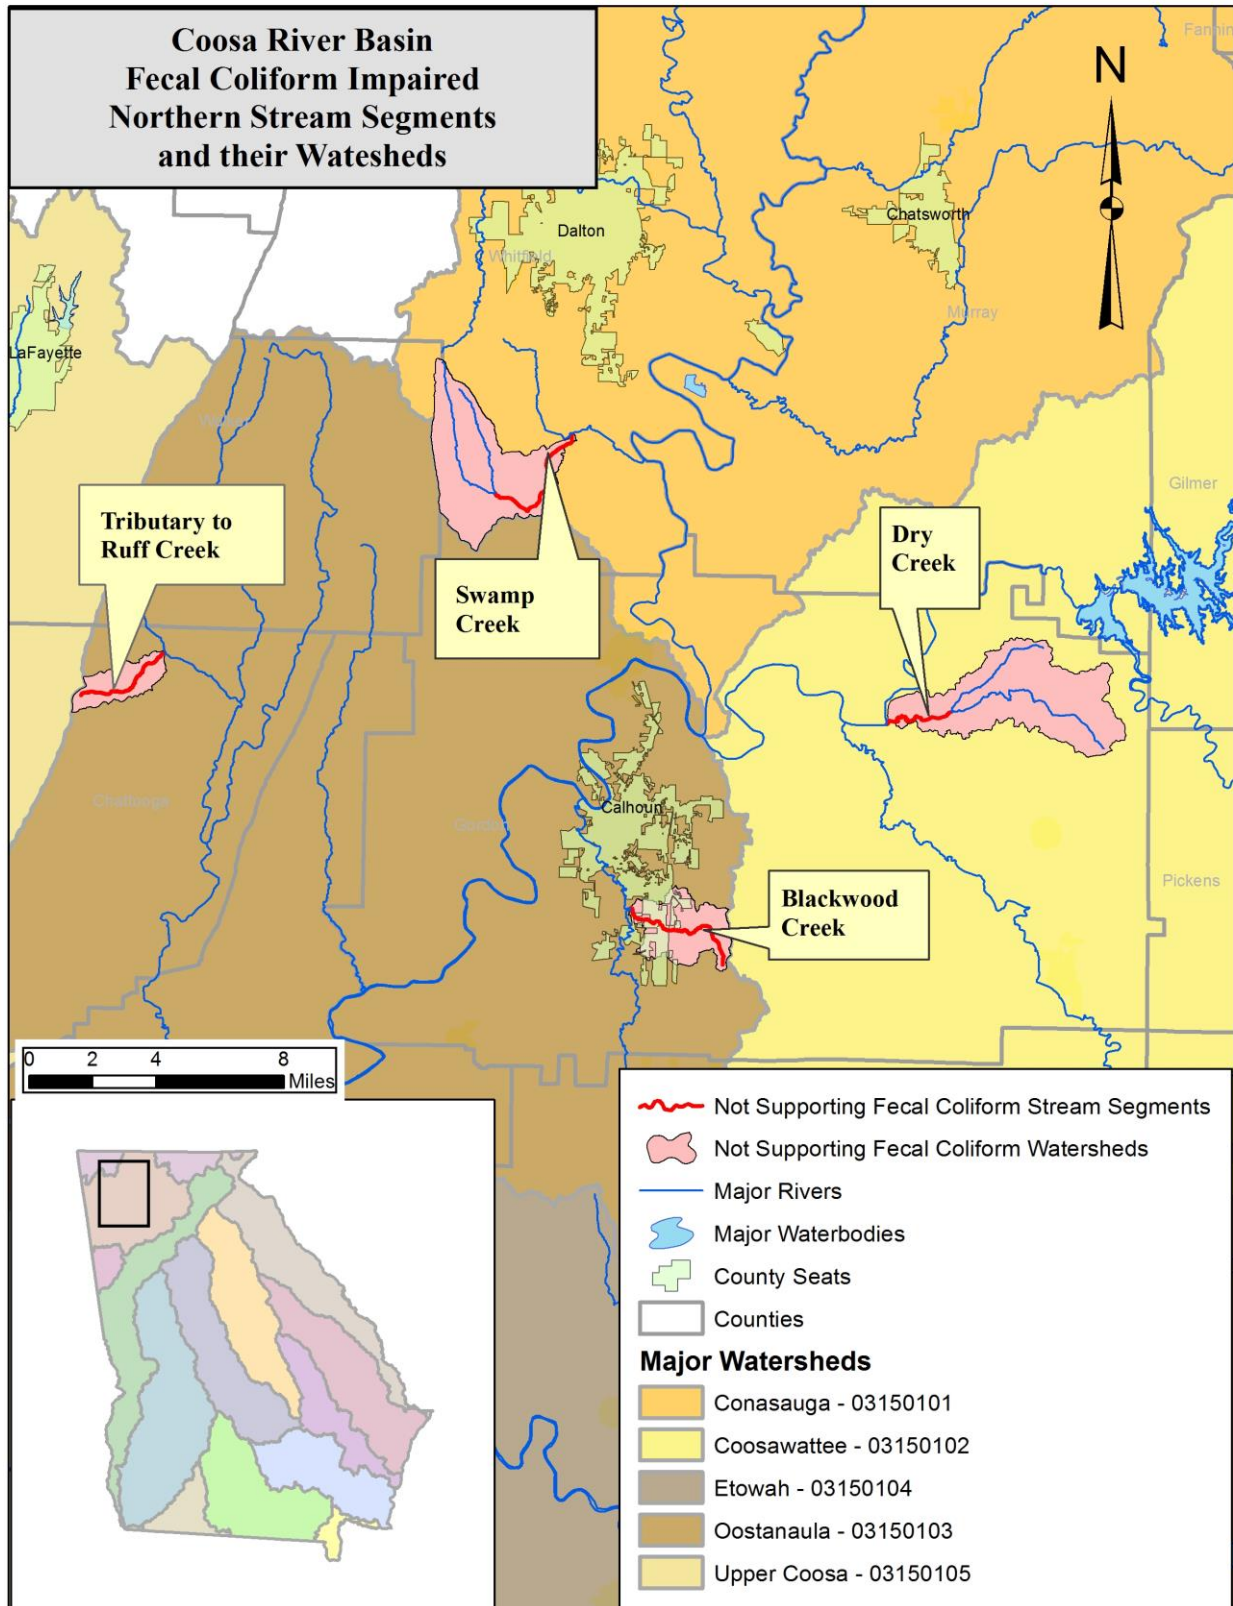 Coosa River Basin
Fecal Coliform Impaired
Northern Stream Segments
and their Watesheds
Fannin
N
Dalton
Chatsworth
Whitfield
Murray
LaFayette
Walker
Gilmer
Tributary to
Ruff Creek
Dry
Creek
Swamp
Creek
Chattooga
Calhoun
Gordon
Blackwood
Creek
Pickens
0 2 4 8
Miles
Not Supporting Fecal Coliform Stream Segments
Not Supporting Fecal Coliform Watersheds
Major Rivers
Major Waterbodies
County Seats
Counties
Major Watersheds
Conasauga - 03150101
Coosawattee - 03150102
Etowah - 03150104
Oostanaula - 03150103
Upper Coosa - 03150105